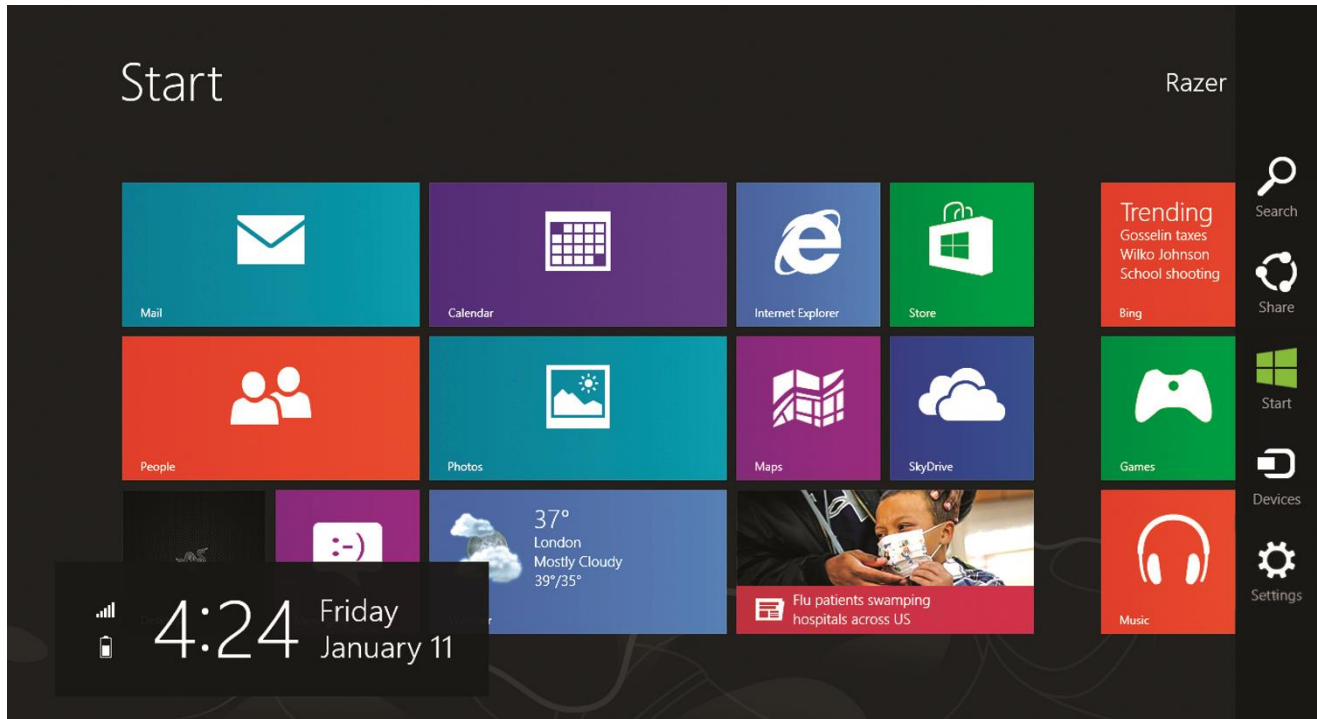 Start
Razer
Mail
Calendar
Internet Explorer
Store
Trending
Gosselin taxes
Wilko Johnson
School shooting
Bing
People
Photos
Maps
SkyDrive
Games
37°
London
Mostly Cloudy
39°/35°
:-)
Flu patients swamping
hospitals across US
Music
4:24
Friday
January 11
Search
Share
Start
Devices
Settings